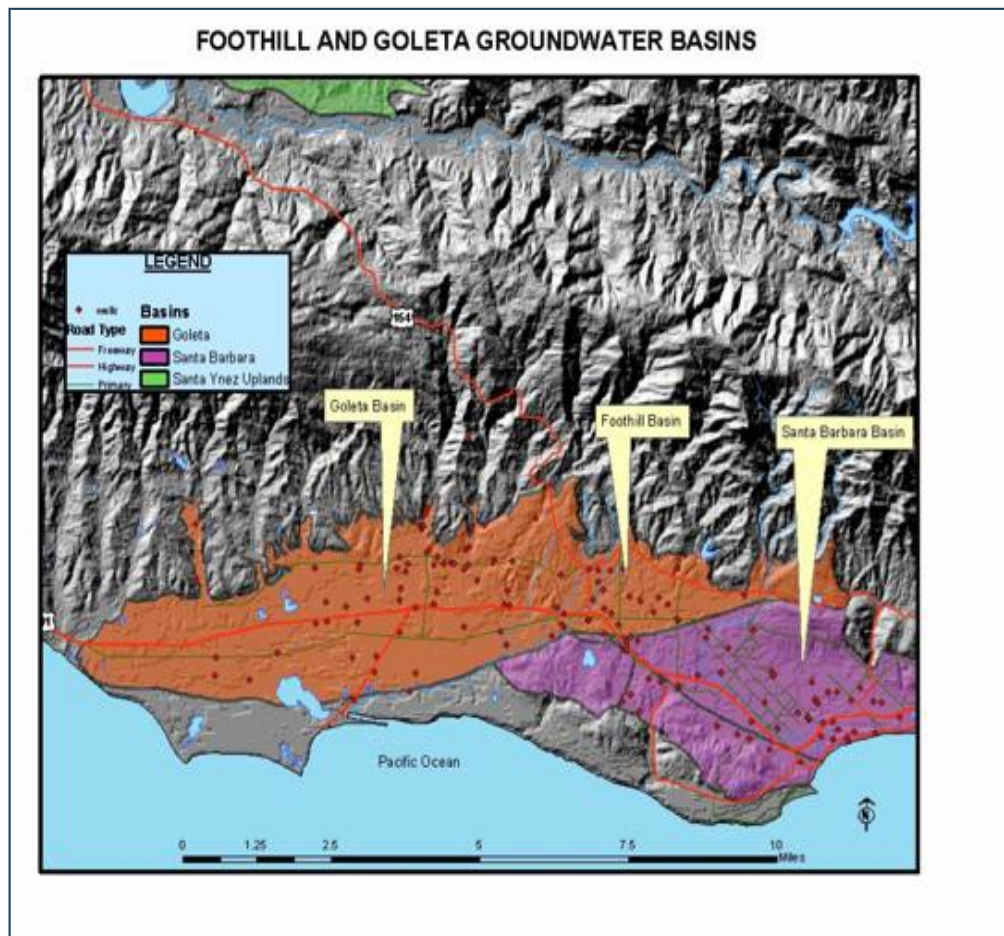 FOOTHILL AND GOLETA GROUNDWATER BASINS
LEGEND
wells
Basins
Road Type
Goleta
Freeway
Santa Barbara
Highway
Santa Ynez Uplands
Primary
154
Goleta Basin
Foothill Basin
Santa Barbara Basin
Pacific Ocean
N
0 1.25 2.5 5 7.5 10
Miles